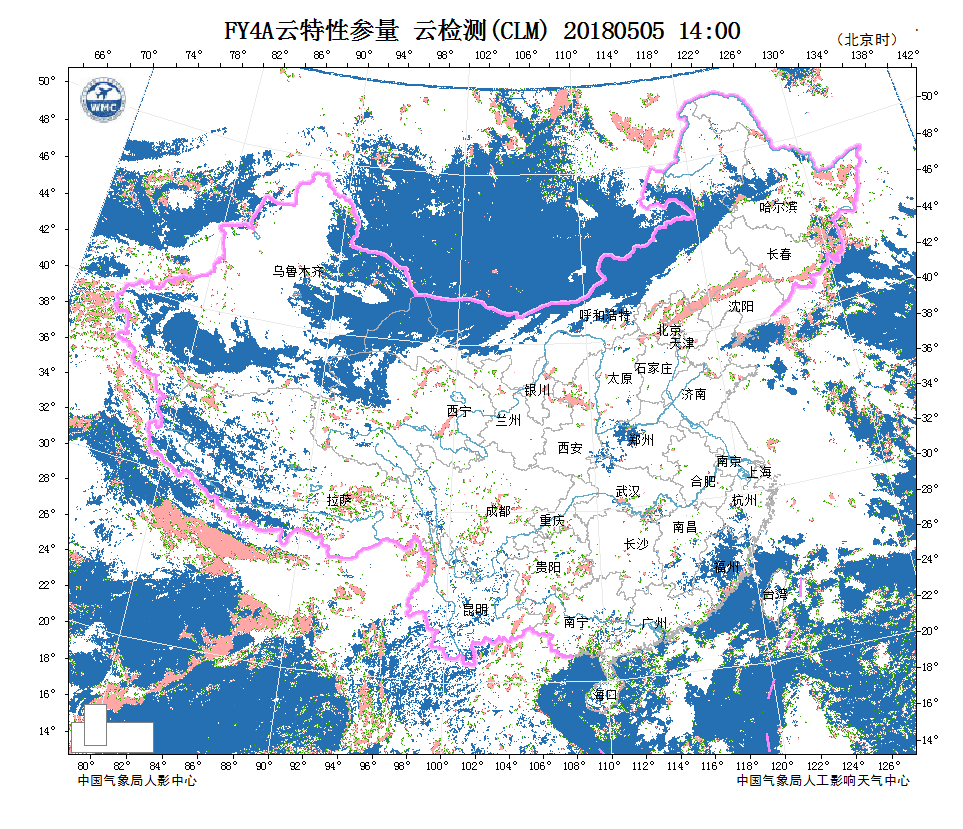 FY4A云特性参量 云检测(CLM) 20180505 14:00
(北京时)
66° 70° 74° 78° 82° 86° 90° 94° 98° 102° 106° 110° 114° 118° 122° 126° 130° 134° 138° 142°
50° 50°
WMC
48° 48°
46° 46°
44° 44°
哈尔滨
42° 42°
长春
40° 40°
乌鲁木齐
38° 38°
沈阳
呼和浩特
北京
36° 36°
天津
石家庄
34° 34°
太原
银川
济南
32° 32°
西宁
兰州
30° 30°
郑州
西安
南京
28° 28°
上海
合肥
武汉
拉萨
杭州
26° 26°
成都
重庆
南昌
24° 24°
长沙
贵阳
福州
22° 22°
台湾
昆明
20° 20°
南宁
广州
18° 18°
16° 16°
海口
14° 14°
80° 82° 84° 86° 88° 90° 92° 94° 96° 98° 100° 102° 104° 106° 108° 110° 112° 114° 116° 118° 120° 122° 124° 126°
中国气象局人影中心
中国气象局人工影响天气中心